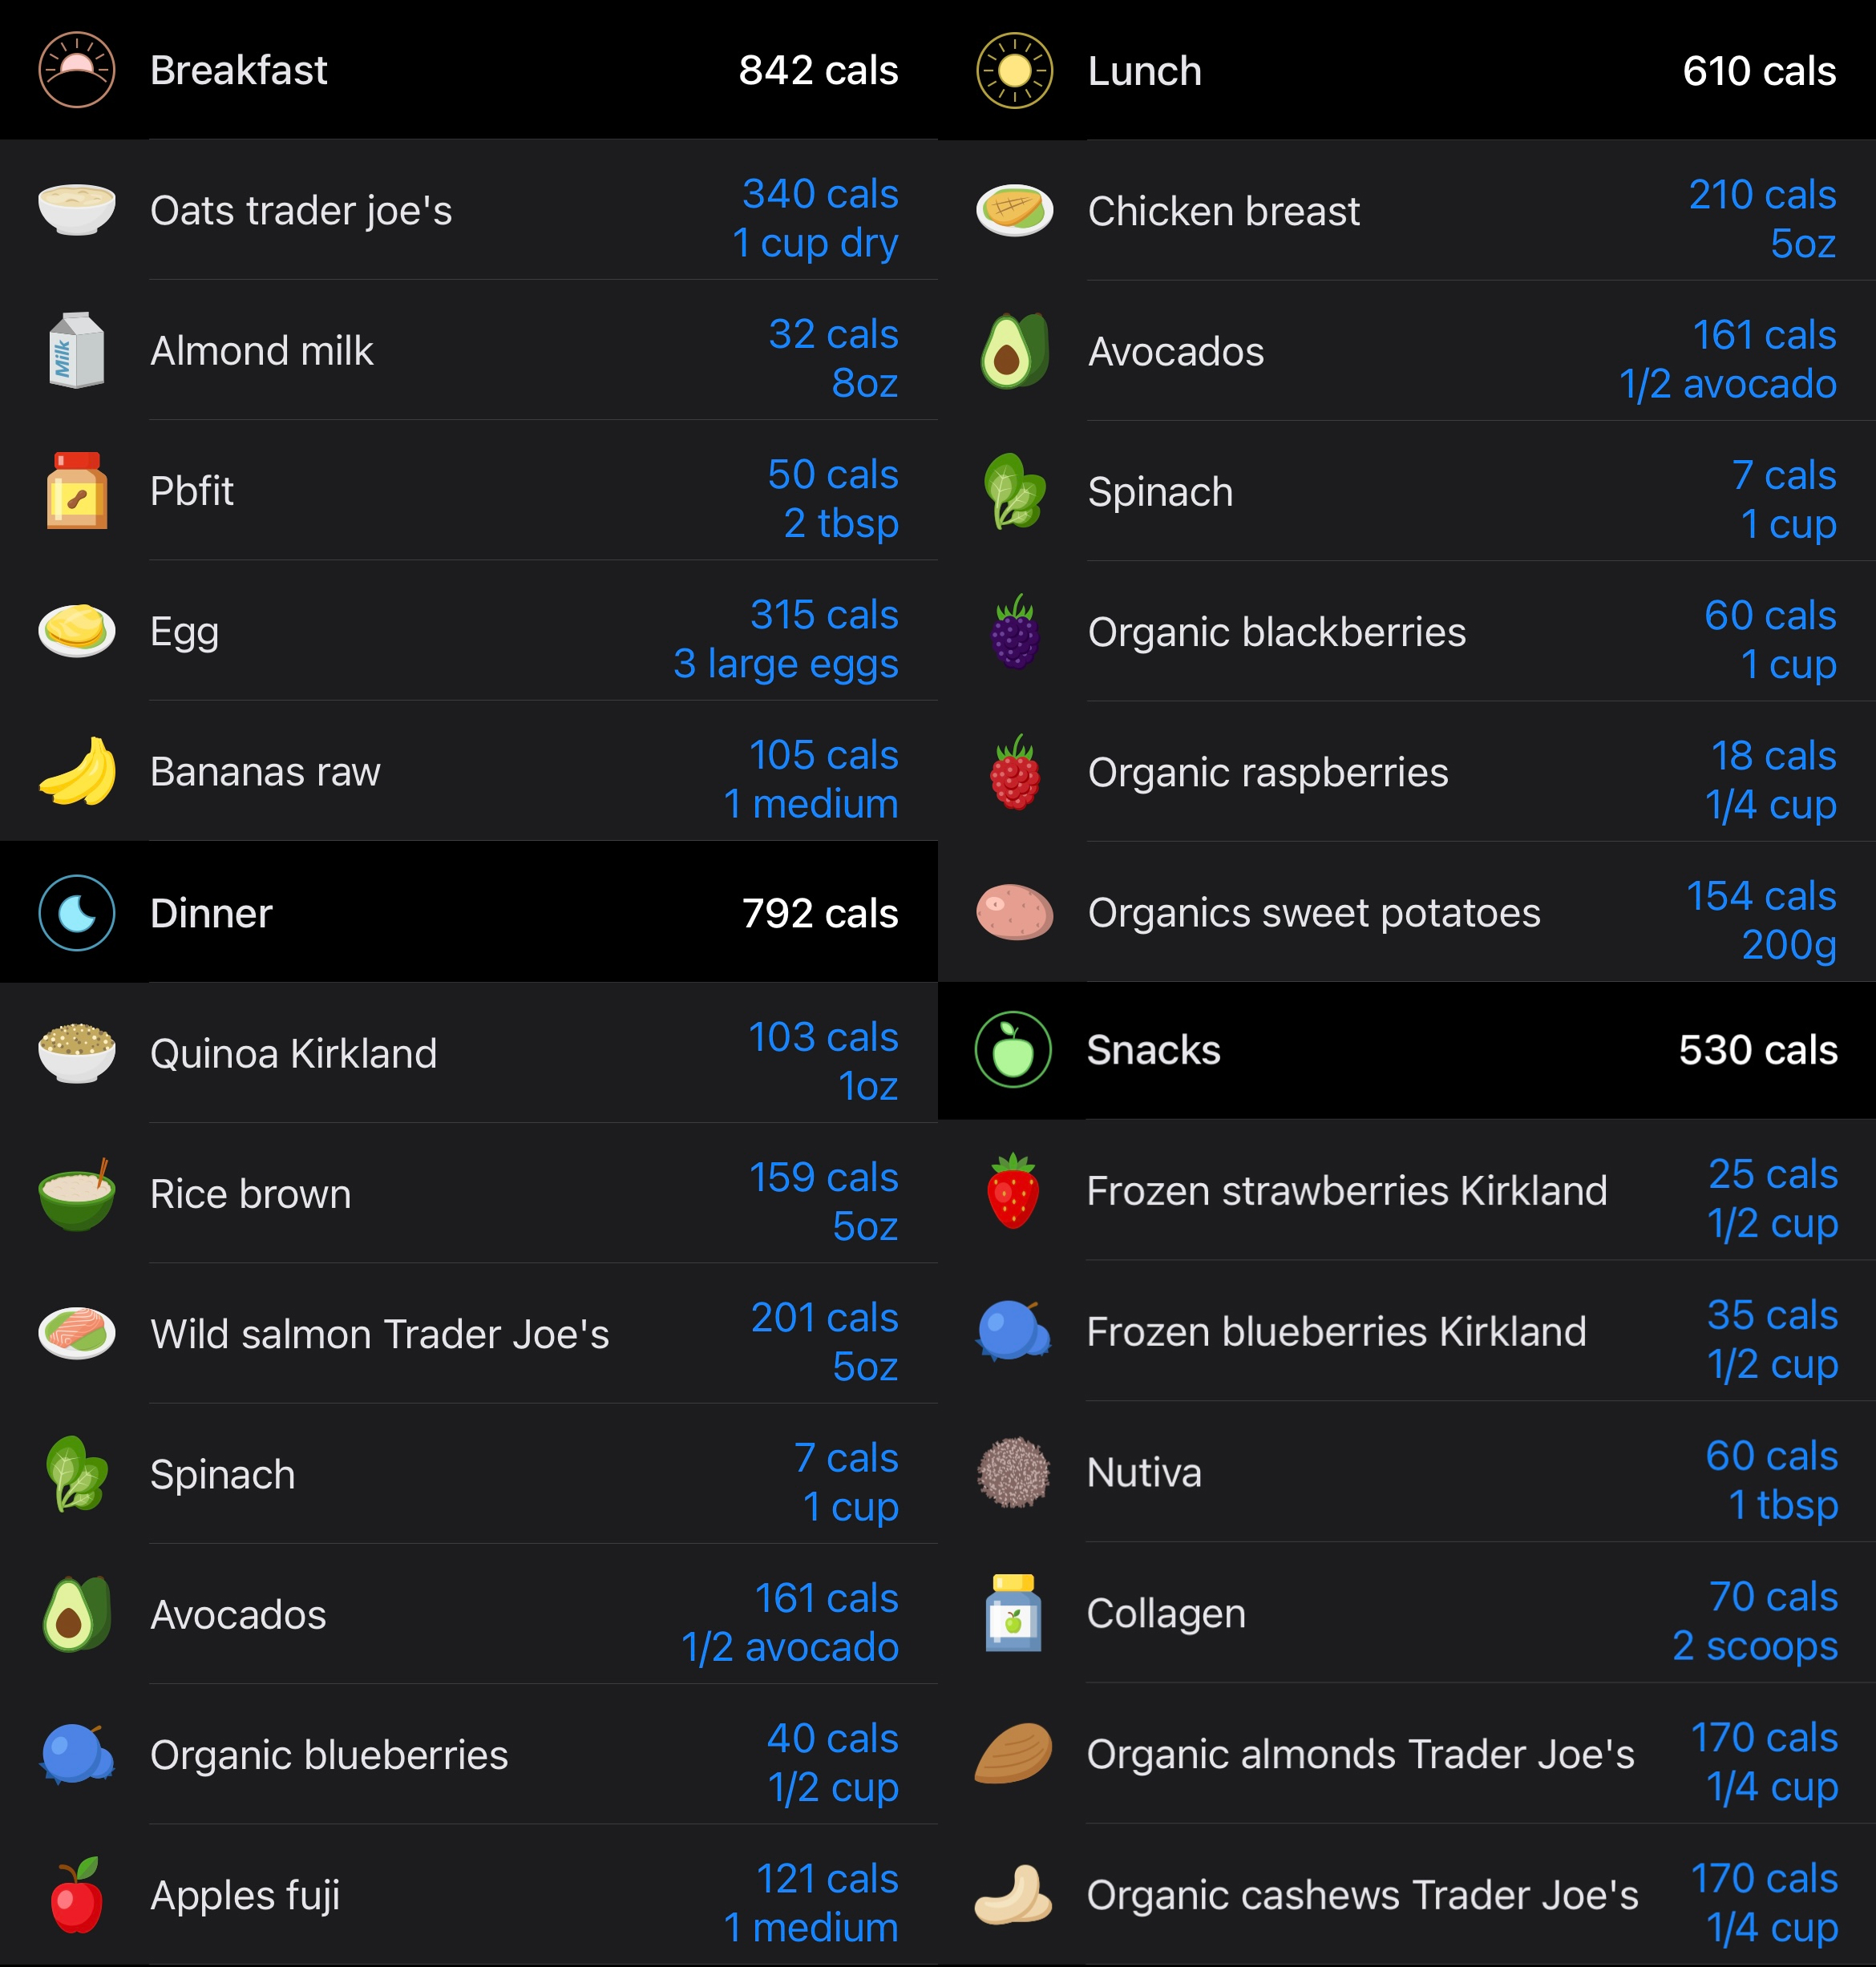 Breakfast 842 cals
Oats trader joe's 340 cals
1 cup dry
Almond milk 32 cals
8oz
Milk
Pbfit 50 cals
2 tbsp
Egg 315 cals
3 large eggs
Bananas raw 105 cals
1 medium
Dinner 792 cals
Quinoa Kirkland 103 cals
1oz
Rice brown 159 cals
5oz
Wild salmon Trader Joe's 201 cals
5oz
Spinach 7 cals
1 cup
Avocados 161 cals
1/2 avocado
Organic blueberries 40 cals
1/2 cup
Apples fuji 121 cals
1 medium
Lunch 610 cals
Chicken breast 210 cals
5oz
Avocados 161 cals
1/2 avocado
Spinach 7 cals
1 cup
Organic blackberries 60 cals
1 cup
Organic raspberries 18 cals
1/4 cup
Organics sweet potatoes 154 cals
200g
Snacks 530 cals
Frozen strawberries Kirkland 25 cals
1/2 cup
Frozen blueberries Kirkland 35 cals
1/2 cup
Nutiva 60 cals
1 tbsp
Collagen 70 cals
2 scoops
Organic almonds Trader Joe's 170 cals
1/4 cup
Organic cashews Trader Joe's 170 cals
1/4 cup